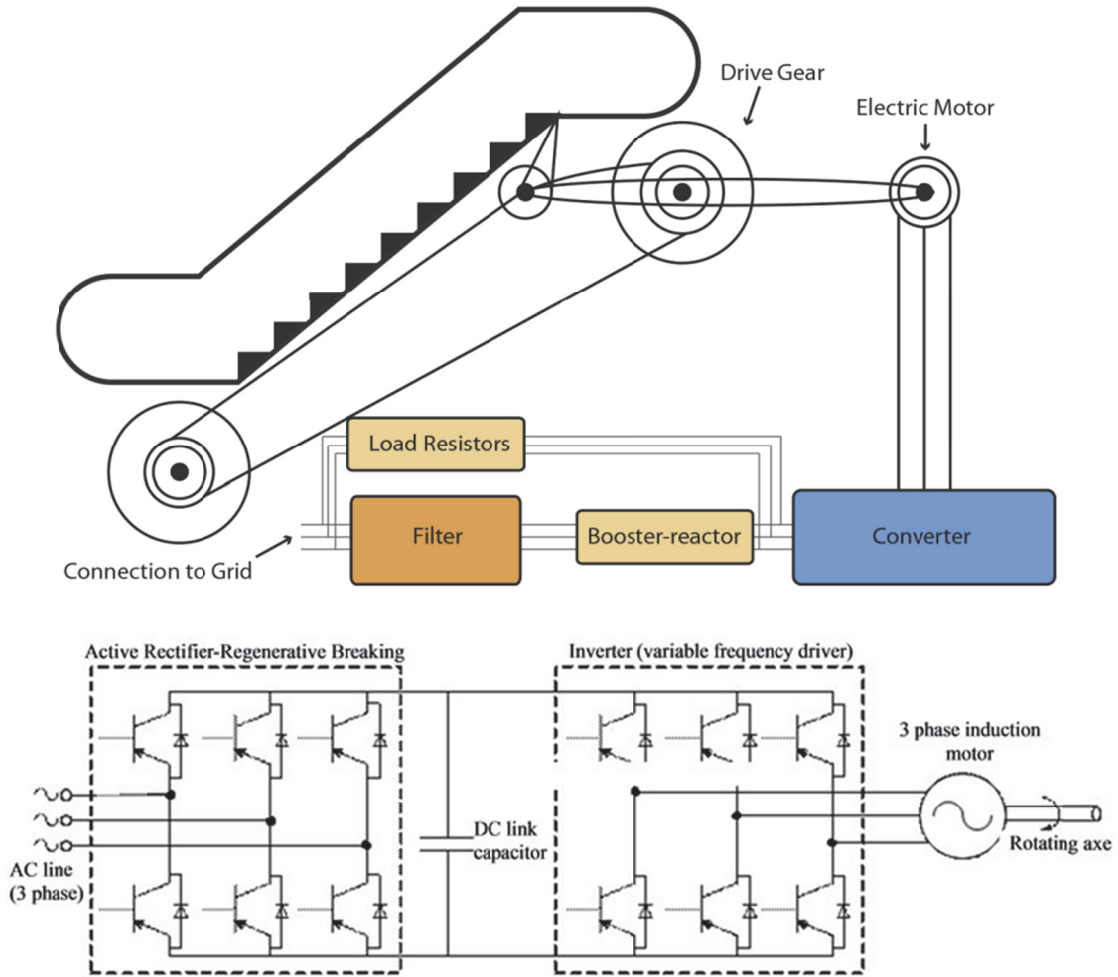 Drive Gear
Electric Motor
Load Resistors
Filter
Booster-reactor
Converter
Connection to Grid
Active Rectifier-Regenerative Breaking
Inverter (variable frequency driver)
3 phase induction
motor
DC link
capacitor
AC line
(3 phase)
Rotating axe